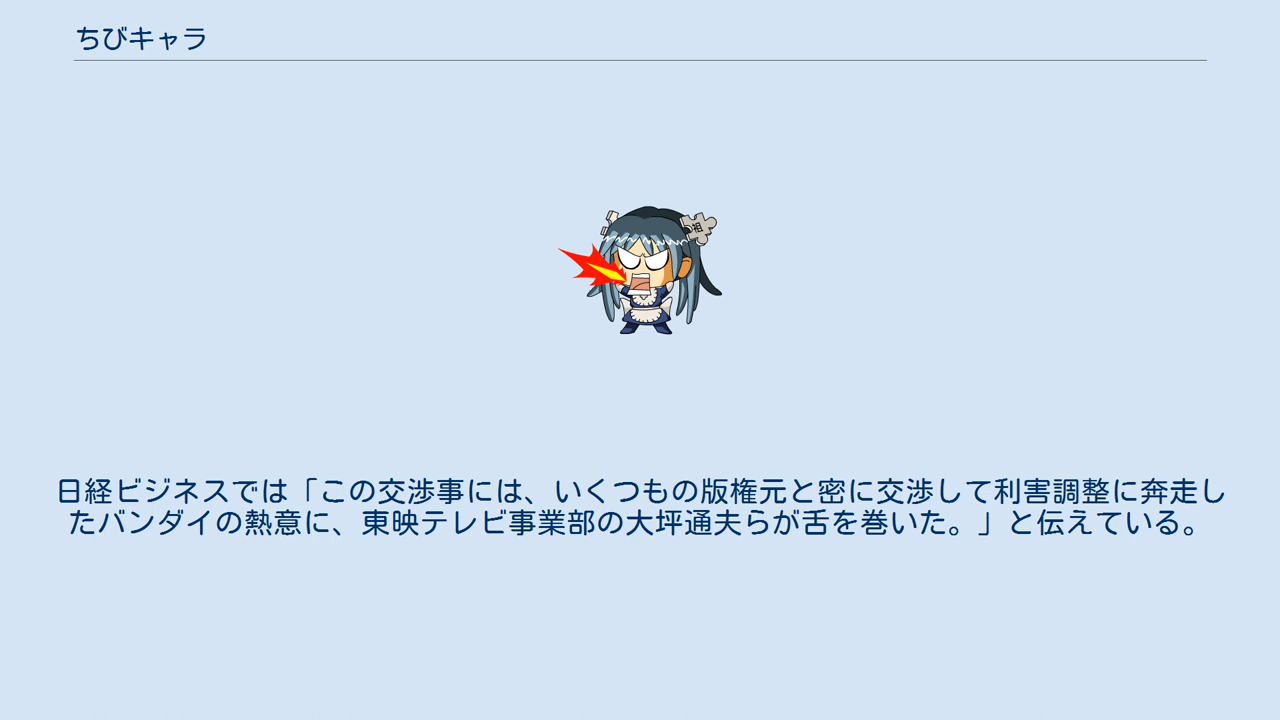 ちびキャラ
祖
日経ビジネスでは「この交渉事には、いくつもの版権元と密に交渉して利害調整に奔走し
たバンダイの熱意に、東映テレビ事業部の大坪通夫らが舌を巻いた。」と伝えている。